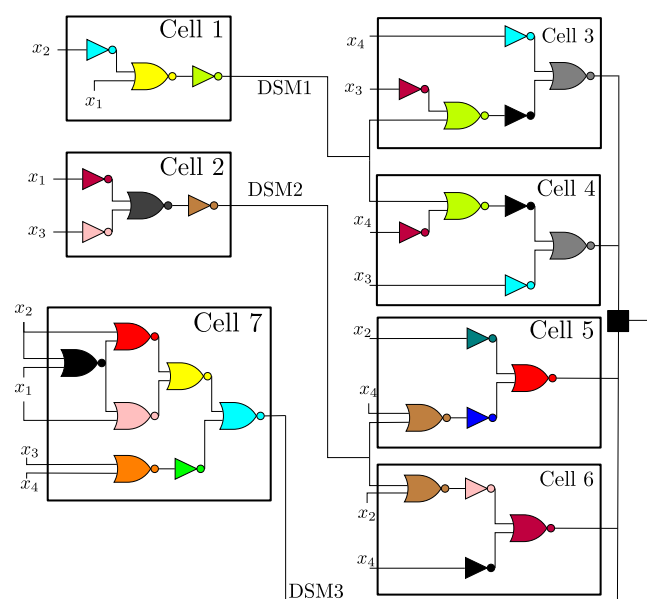 Cell 1
x2
x1
DSM1
Cell 2
x1
x3
DSM2
Cell 7
x2
x1
x3
x4
DSM3
Cell 3
x4
x3
Cell 4
x4
x3
Cell 5
x2
x4
Cell 6
x2
x4